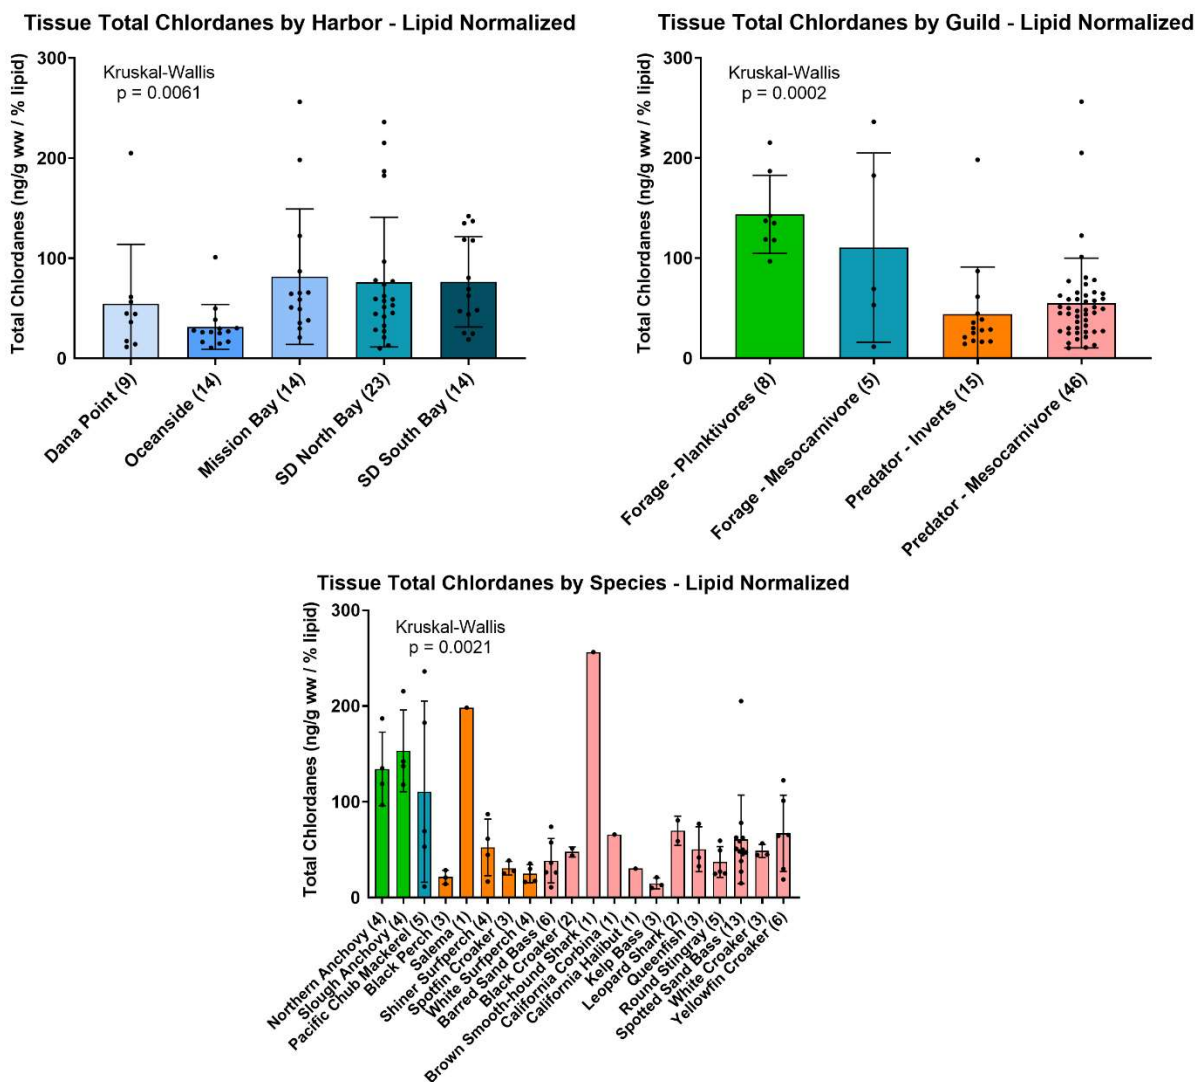 Tissue Total Chlordanes by Harbor - Lipid Normalized
Total Chlordanes (ng/g ww / % lipid)
300
200
100
0
Kruskal-Wallis
p = 0.0061
Dana Point (9)
Oceanside (14)
Mission Bay (14)
SD North Bay (23)
SD South Bay (14)
Tissue Total Chlordanes by Guild - Lipid Normalized
Total Chlordanes (ng/g ww / % lipid)
300
200
100
0
Kruskal-Wallis
p = 0.0002
Forage - Planktivores (8)
Forage - Mesocarnivore (5)
Predator - Inverts (15)
Predator - Mesocarnivore (46)
Tissue Total Chlordanes by Species - Lipid Normalized
Total Chlordanes (ng/g ww / % lipid)
300
200
100
0
Kruskal-Wallis
p = 0.0021
Northern Anchovy (4)
Slough Anchovy (4)
Pacific Chub Mackerel (5)
Black Perch (3)
Salema (1)
Shiner Surfperch (4)
Spotfin Croaker (3)
White Surfperch (4)
Barred Sand Bass (6)
Black Croaker (2)
Brown Smooth-hound Shark (1)
California Corbina (1)
California Halibut (1)
Kelp Bass (3)
Leopard Shark (2)
Queenfish (3)
Round Stingray (5)
Spotted Sand Bass (13)
White Croaker (3)
Yellowfin Croaker (6)